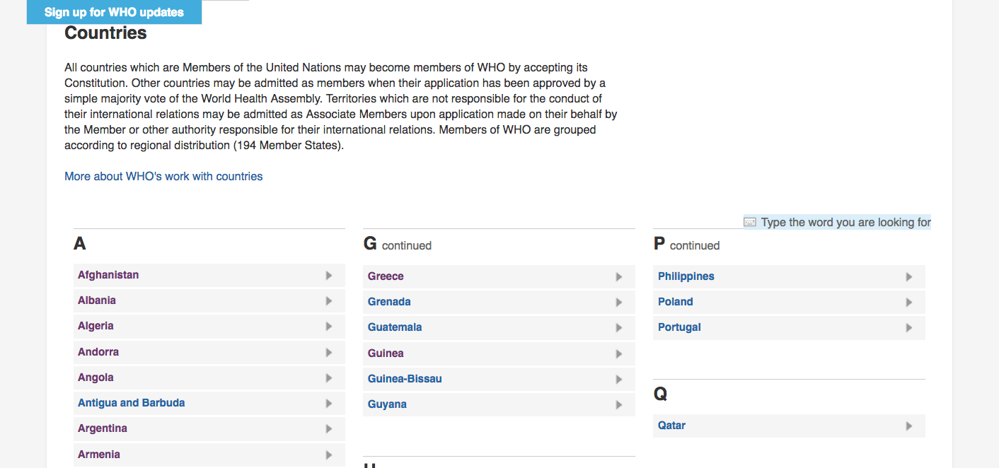 Sign up for WHO updates
Countries
All countries which are Members of the United Nations may become members of WHO by accepting its
Constitution. Other countries may be admitted as members when their application has been approved by a
simple majority vote of the World Health Assembly. Territories which are not responsible for the conduct of
their international relations may be admitted as Associate Members upon application made on their behalf by
the Member or other authority responsible for their international relations. Members of WHO are grouped
according to regional distribution (194 Member States).
More about WHO's work with countries
Type the word you are looking for
A
Afghanistan
Albania
Algeria
Andorra
Angola
Antigua and Barbuda
Argentina
Armenia
G continued
Greece
Grenada
Guatemala
Guinea
Guinea-Bissau
Guyana
P continued
Philippines
Poland
Portugal
Q
Qatar